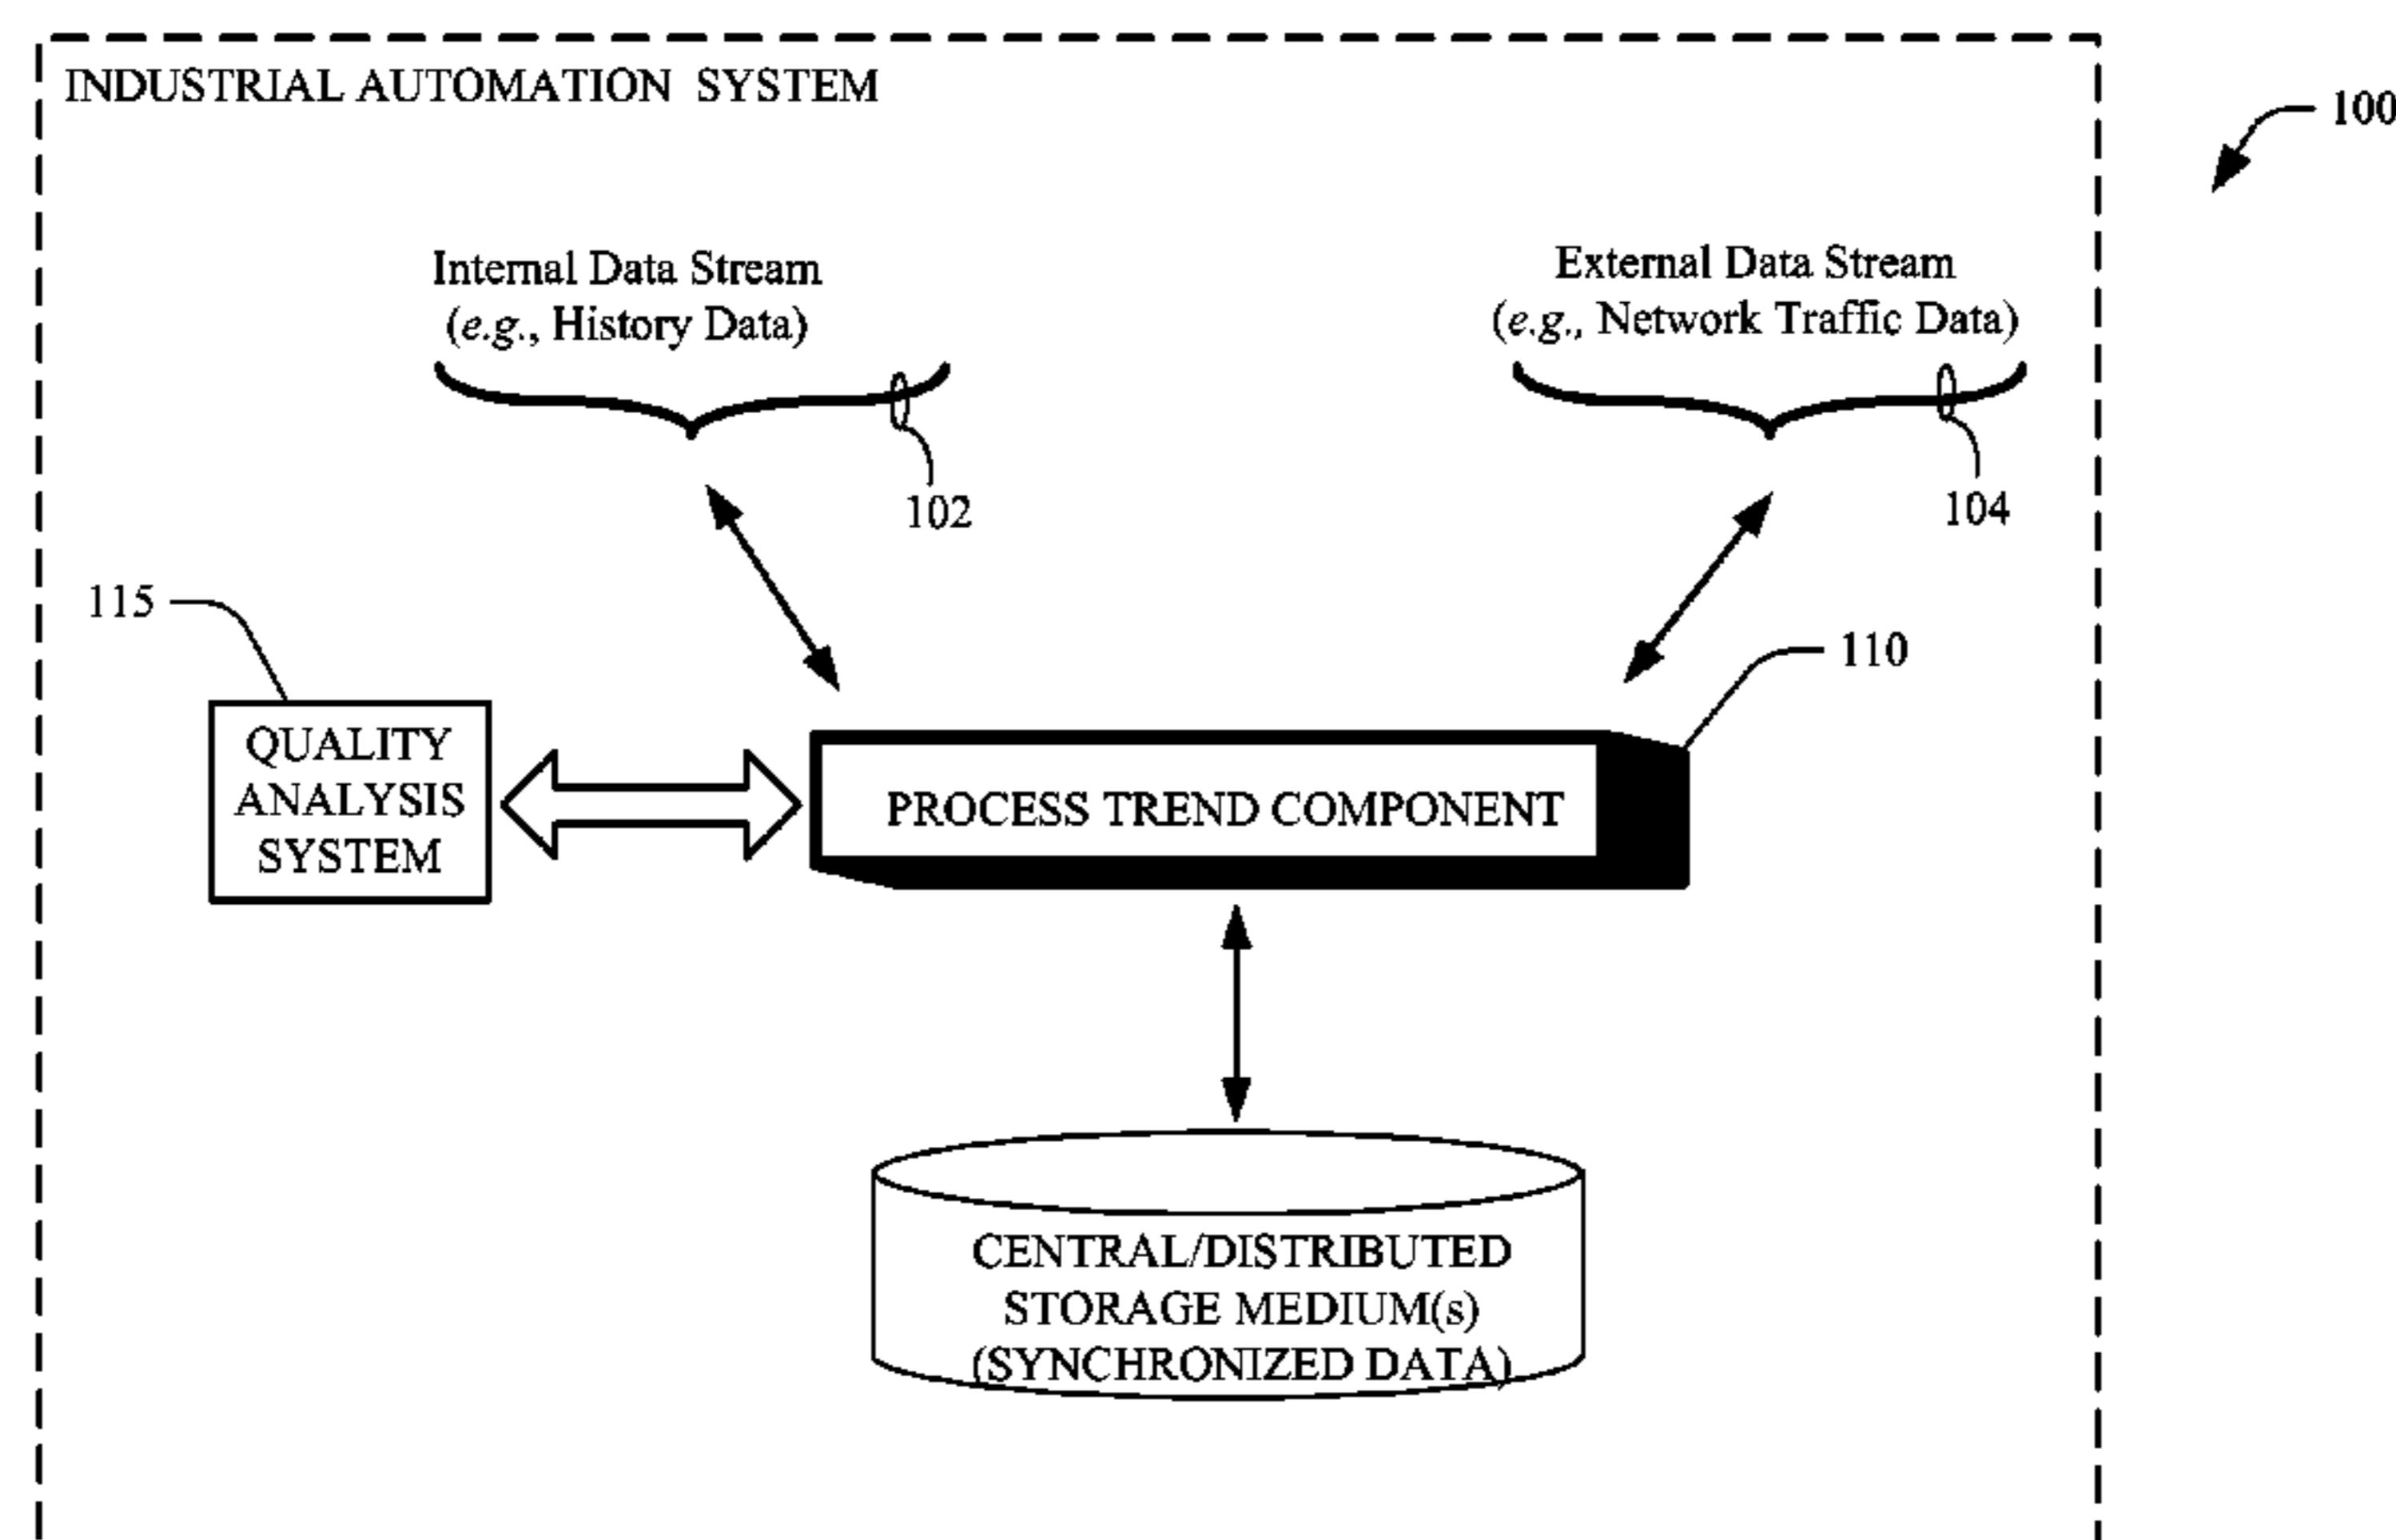 INDUSTRIAL AUTOMATION SYSTEM
100
Internal Data Stream
(e.g., History Data)
External Data Stream
(e.g., Network Traffic Data)
102
104
115
110
QUALITY
ANALYSIS
SYSTEM
PROCESS TREND COMPONENT
CENTRAL/DISTRIBUTED
STORAGE MEDIUM(s)
(SYNCHRONIZED DATA)